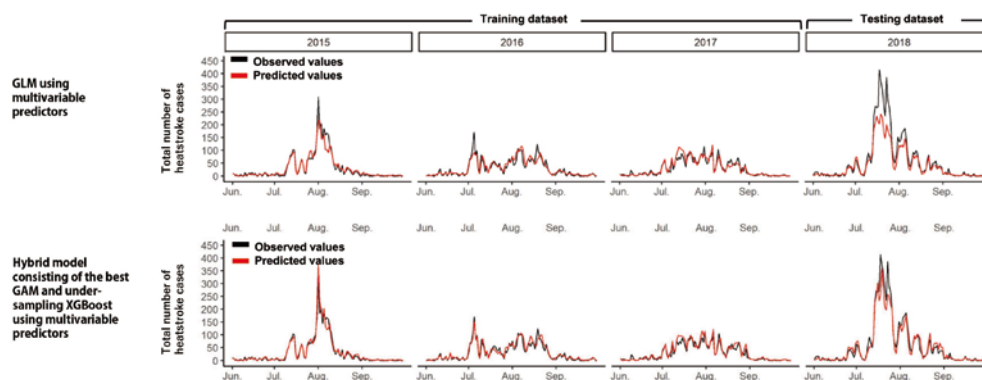 Training dataset
Testing dataset
2015
2016
2017
2018
GLM using
multivariable
predictors
Total number of
heatstroke cases
450
400
350
300
250
200
150
100
50
0
Observed values
Predicted values
Jun. Jul. Aug. Sep.
Jun. Jul. Aug. Sep.
Jun. Jul. Aug. Sep.
Jun. Jul. Aug. Sep.
Jun. Jul. Aug. Sep.
Jun. Jul. Aug. Sep.
Jun. Jul. Aug. Sep.
Jun. Jul. Aug. Sep.
Hybrid model
consisting of the best
GAM and under-
sampling XGBoost
using multivariable
predictors
Total number of
heatstroke cases
450
400
350
300
250
200
150
100
50
0
Observed values
Predicted values
Jun. Jul. Aug. Sep.
Jun. Jul. Aug. Sep.
Jun. Jul. Aug. Sep.
Jun. Jul. Aug. Sep.